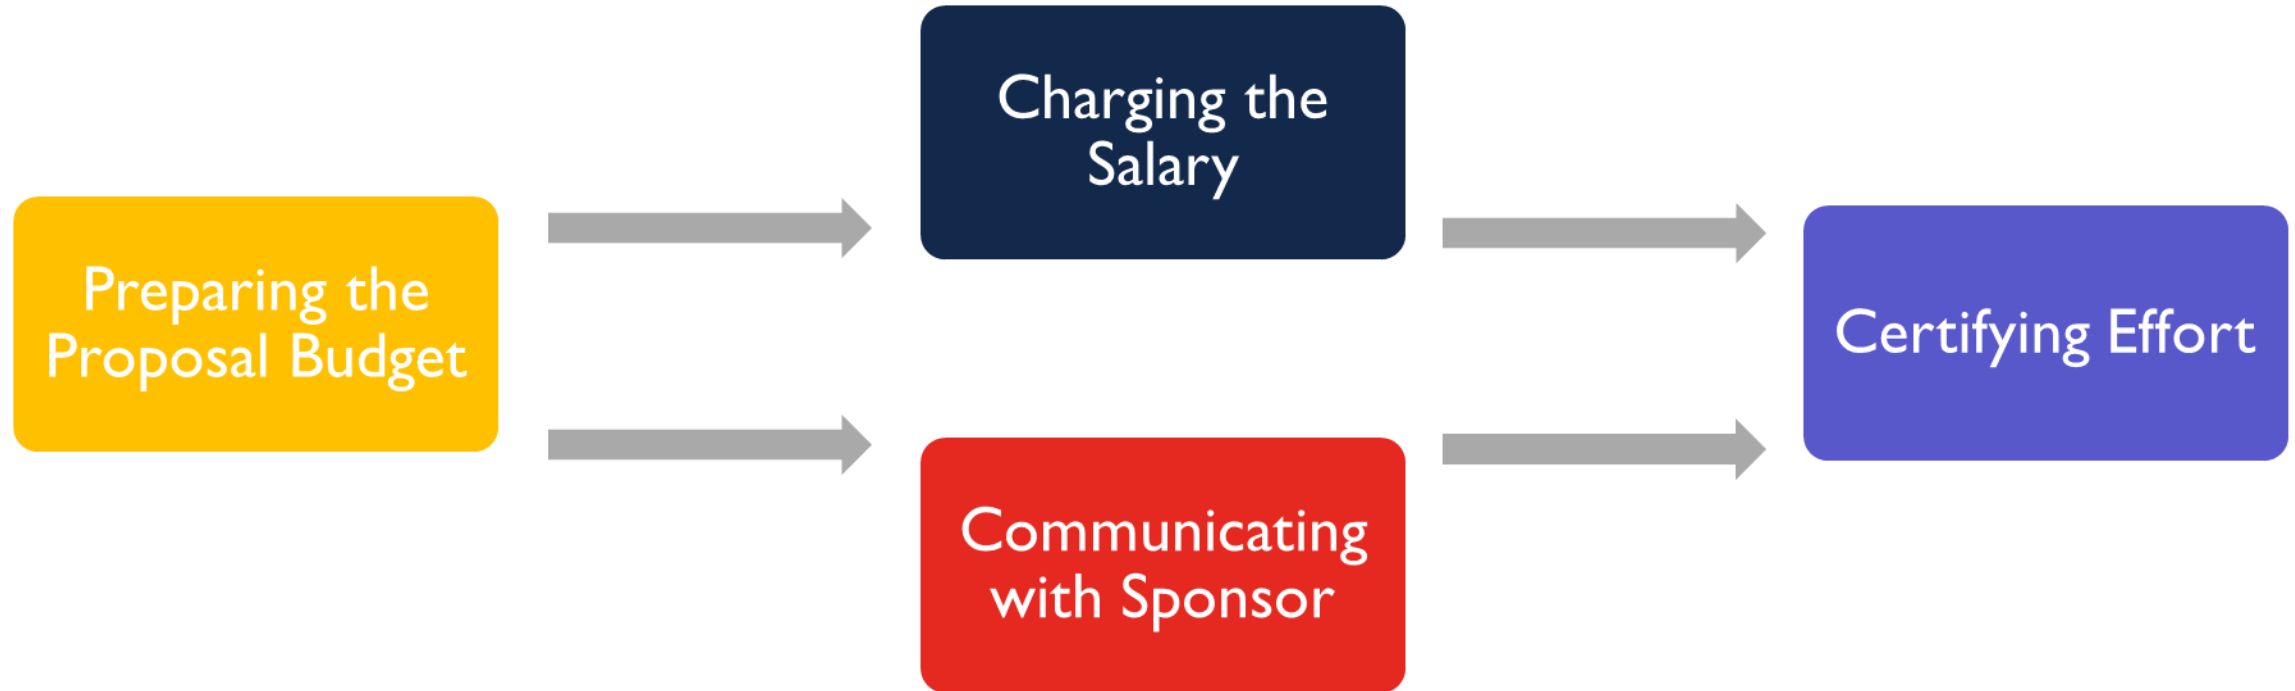 Preparing the
Proposal Budget
Charging the
Salary
Communicating
with Sponsor
Certifying Effort